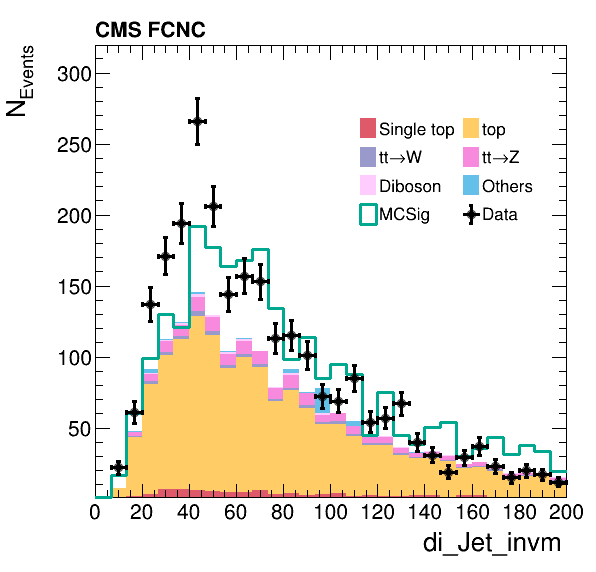 CMS FCNC
N_Events
300
250
200
150
100
50
Single top
top
tt→W
tt→Z
Diboson
Others
MCSig
Data
0 20 40 60 80 100 120 140 160 180 200
di_Jet_invm